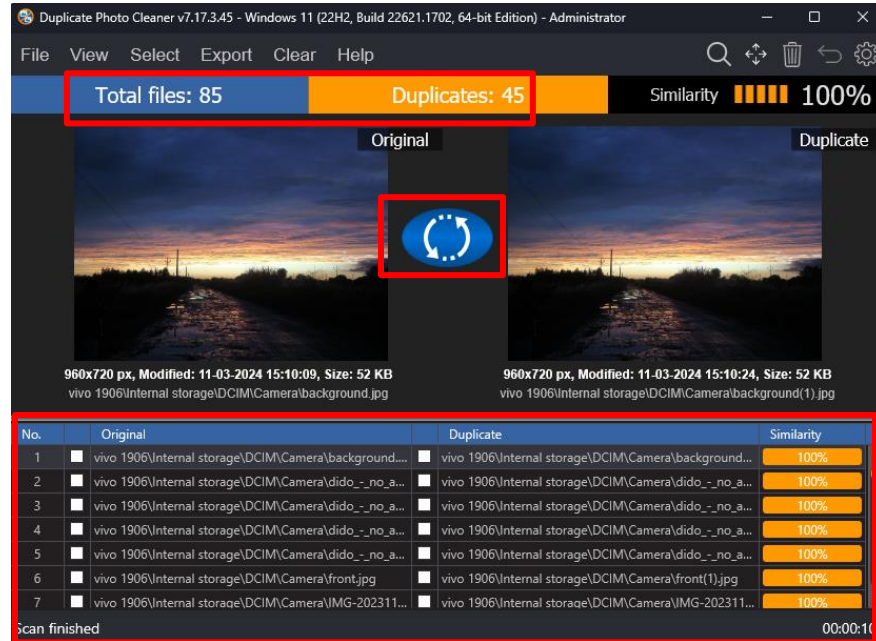 Duplicate Photo Cleaner v7.17.3.45 - Windows 11 (22H2, Build 22621.1702, 64-bit Edition) - Administrator
File View Select Export Clear Help
Total files: 85 Duplicates: 45 Similarity 100%
Original Duplicate
960x720 px, Modified: 11-03-2024 15:10:09, Size: 52 KB 960x720 px, Modified: 11-03-2024 15:10:24, Size: 52 KB
vivo 1906\Internal storage\DCIM\Camera\background.jpg vivo 1906\Internal storage\DCIM\Camera\background(1).jpg
No. Original Duplicate Similarity
1 vivo 1906\Internal storage\DCIM\Camera\background.... vivo 1906\Internal storage\DCIM\Camera\background... 100%
2 vivo 1906\Internal storage\DCIM\Camera\dido_-_no_a... vivo 1906\Internal storage\DCIM\Camera\dido_-_no_a... 100%
3 vivo 1906\Internal storage\DCIM\Camera\dido_-_no_a... vivo 1906\Internal storage\DCIM\Camera\dido_-_no_a... 100%
4 vivo 1906\Internal storage\DCIM\Camera\dido_-_no_a... vivo 1906\Internal storage\DCIM\Camera\dido_-_no_a... 100%
5 vivo 1906\Internal storage\DCIM\Camera\dido_-_no_a... vivo 1906\Internal storage\DCIM\Camera\dido_-_no_a... 100%
6 vivo 1906\Internal storage\DCIM\Camera\front.jpg vivo 1906\Internal storage\DCIM\Camera\front(1).jpg 100%
7 vivo 1906\Internal storage\DCIM\Camera\IMG-202311... vivo 1906\Internal storage\DCIM\Camera\IMG-202311... 100%
Scan finished 00:00:10